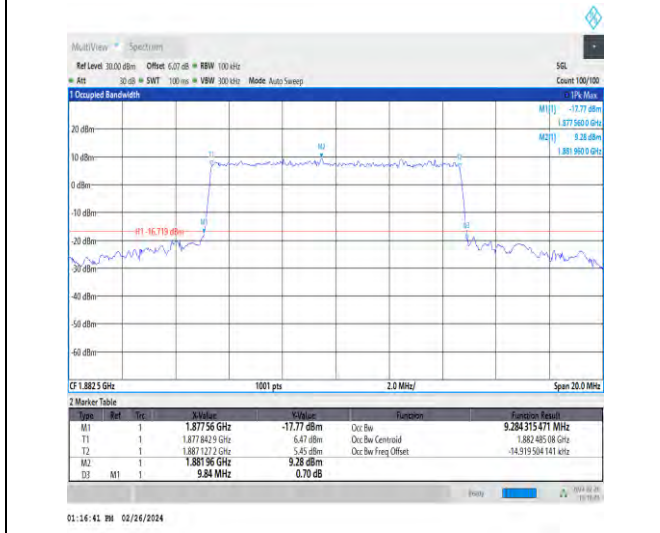 MultiView Spectrum
Ref Level 30.00 dBm Offset 6.07 dB RBW 100 kHz SGL
Att 30 dB SWT 100 ms VBW 300 kHz Mode Auto Sweep Count 100/100
1 Occupied Bandwidth 1Pk Max
M1[1] -17.77 dBm
1.877 560 0 GHz
M2[1] 9.28 dBm
1.881 960 0 GHz
20 dBm
10 dBm
T1 M2 T2
0 dBm
-10 dBm
M1
H1 -16.719 dBm
-20 dBm
-30 dBm
-40 dBm
-50 dBm
-60 dBm
CF 1.882 5 GHz 1001 pts 2.0 MHz/ Span 20.0 MHz
2 Marker Table
Type Ref Trc X-Value Y-Value Function Function Result
M1 1 1.877 56 GHz -17.77 dBm Occ Bw 9.284 315 471 MHz
T1 1 1.877 842 9 GHz 6.47 dBm Occ Bw Centroid 1.882 485 08 GHz
T2 1 1.887 127 2 GHz 5.45 dBm Occ Bw Freq Offset -14.919 504 141 kHz
M2 1 1.881 96 GHz 9.28 dBm
D3 M1 1 9.84 MHz 0.70 dB
01:16:41 PM 02/26/2024